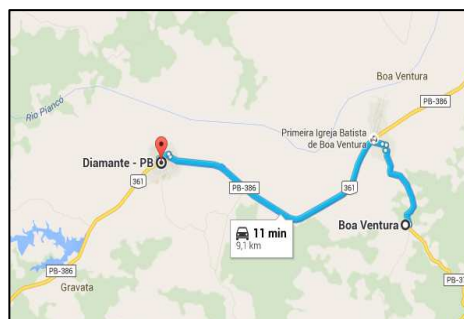 Rio Piancó
Boa Ventura
PB-386
Primeira Igreja Batista
de Boa Ventura
Diamante - PB
361
PB-386
361
11 min
9,1 km
Boa Ventura
PB-386
Gravata